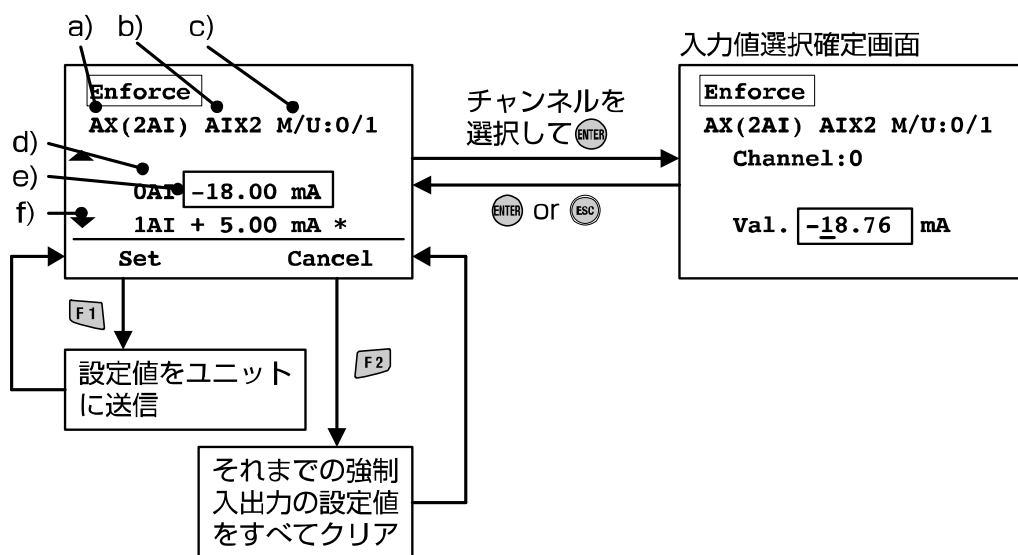 a)
b)
c)
Enforce
AX(2AI) AIX2 M/U:0/1
d)
e)
0AI -18.00 mA
f)
1AI + 5.00 mA *
Set Cancel
チャンネルを
選択して ENTER
ENTER or ESC
入力値選択確定画面
Enforce
AX(2AI) AIX2 M/U:0/1
Channel:0
Val. -18.76 mA
F1
設定値をユニット
に送信
F2
それまでの強制
入出力の設定値
をすべてクリア